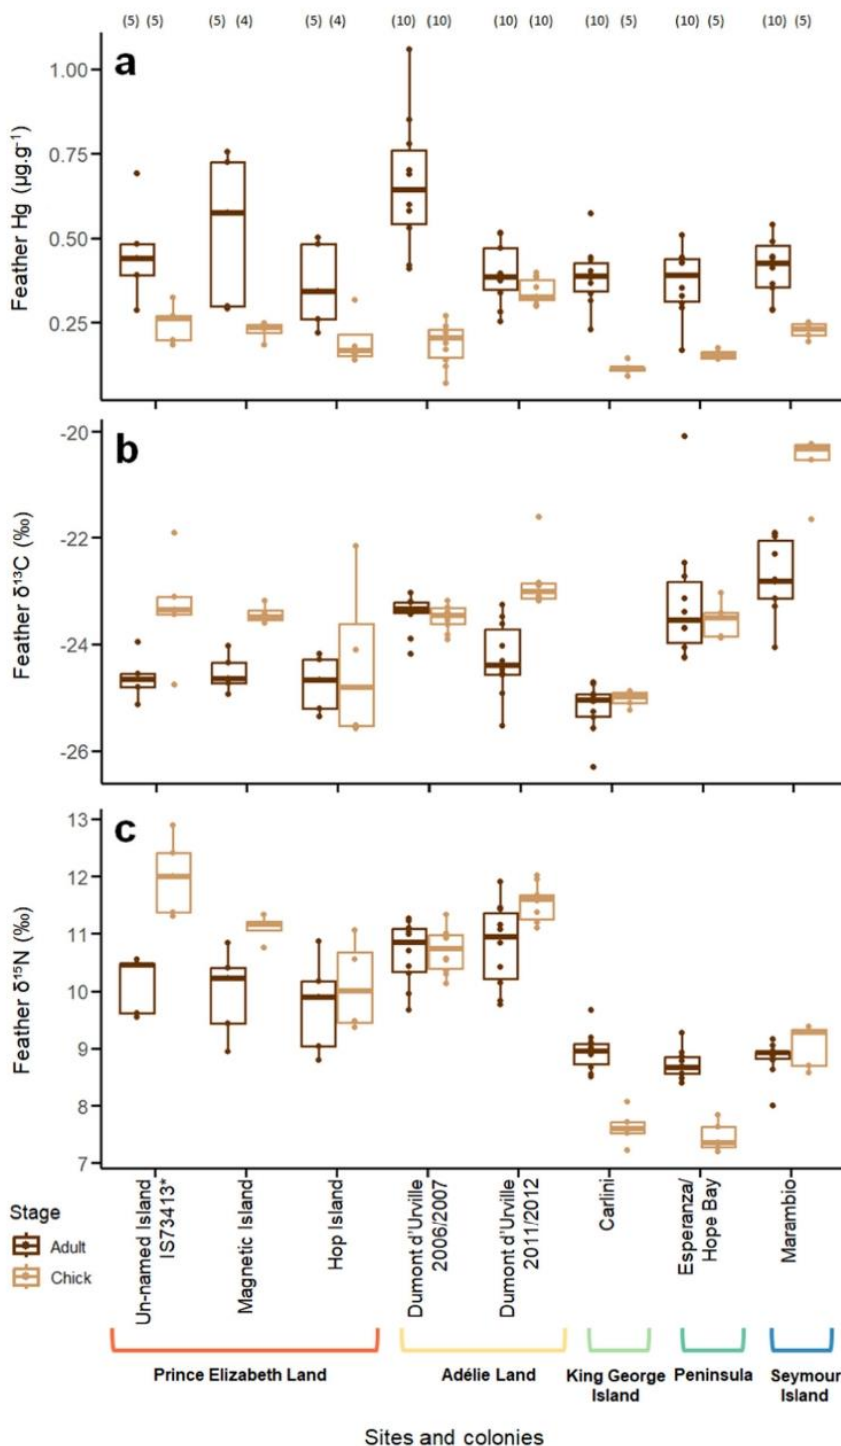 (5) (5) (5) (4) (5) (4) (10) (10) (10) (10) (10) (5) (10) (5) (10) (5)
a
Feather Hg (µg.g⁻¹)
1.00
0.75
0.50
0.25
b
Feather δ¹³C (‰)
-20
-22
-24
-26
c
Feather δ¹⁵N (‰)
13
12
11
10
9
8
7
Stage
Adult
Chick
Un-named Island
IS73413*
Magnetic Island
Hop Island
Dumont d'Urville
2006/2007
Dumont d'Urville
2011/2012
Carlini
Esperanza/
Hope Bay
Marambio
Prince Elizabeth Land
Adélie Land
King George
Island
Peninsula
Seymour
Island
Sites and colonies